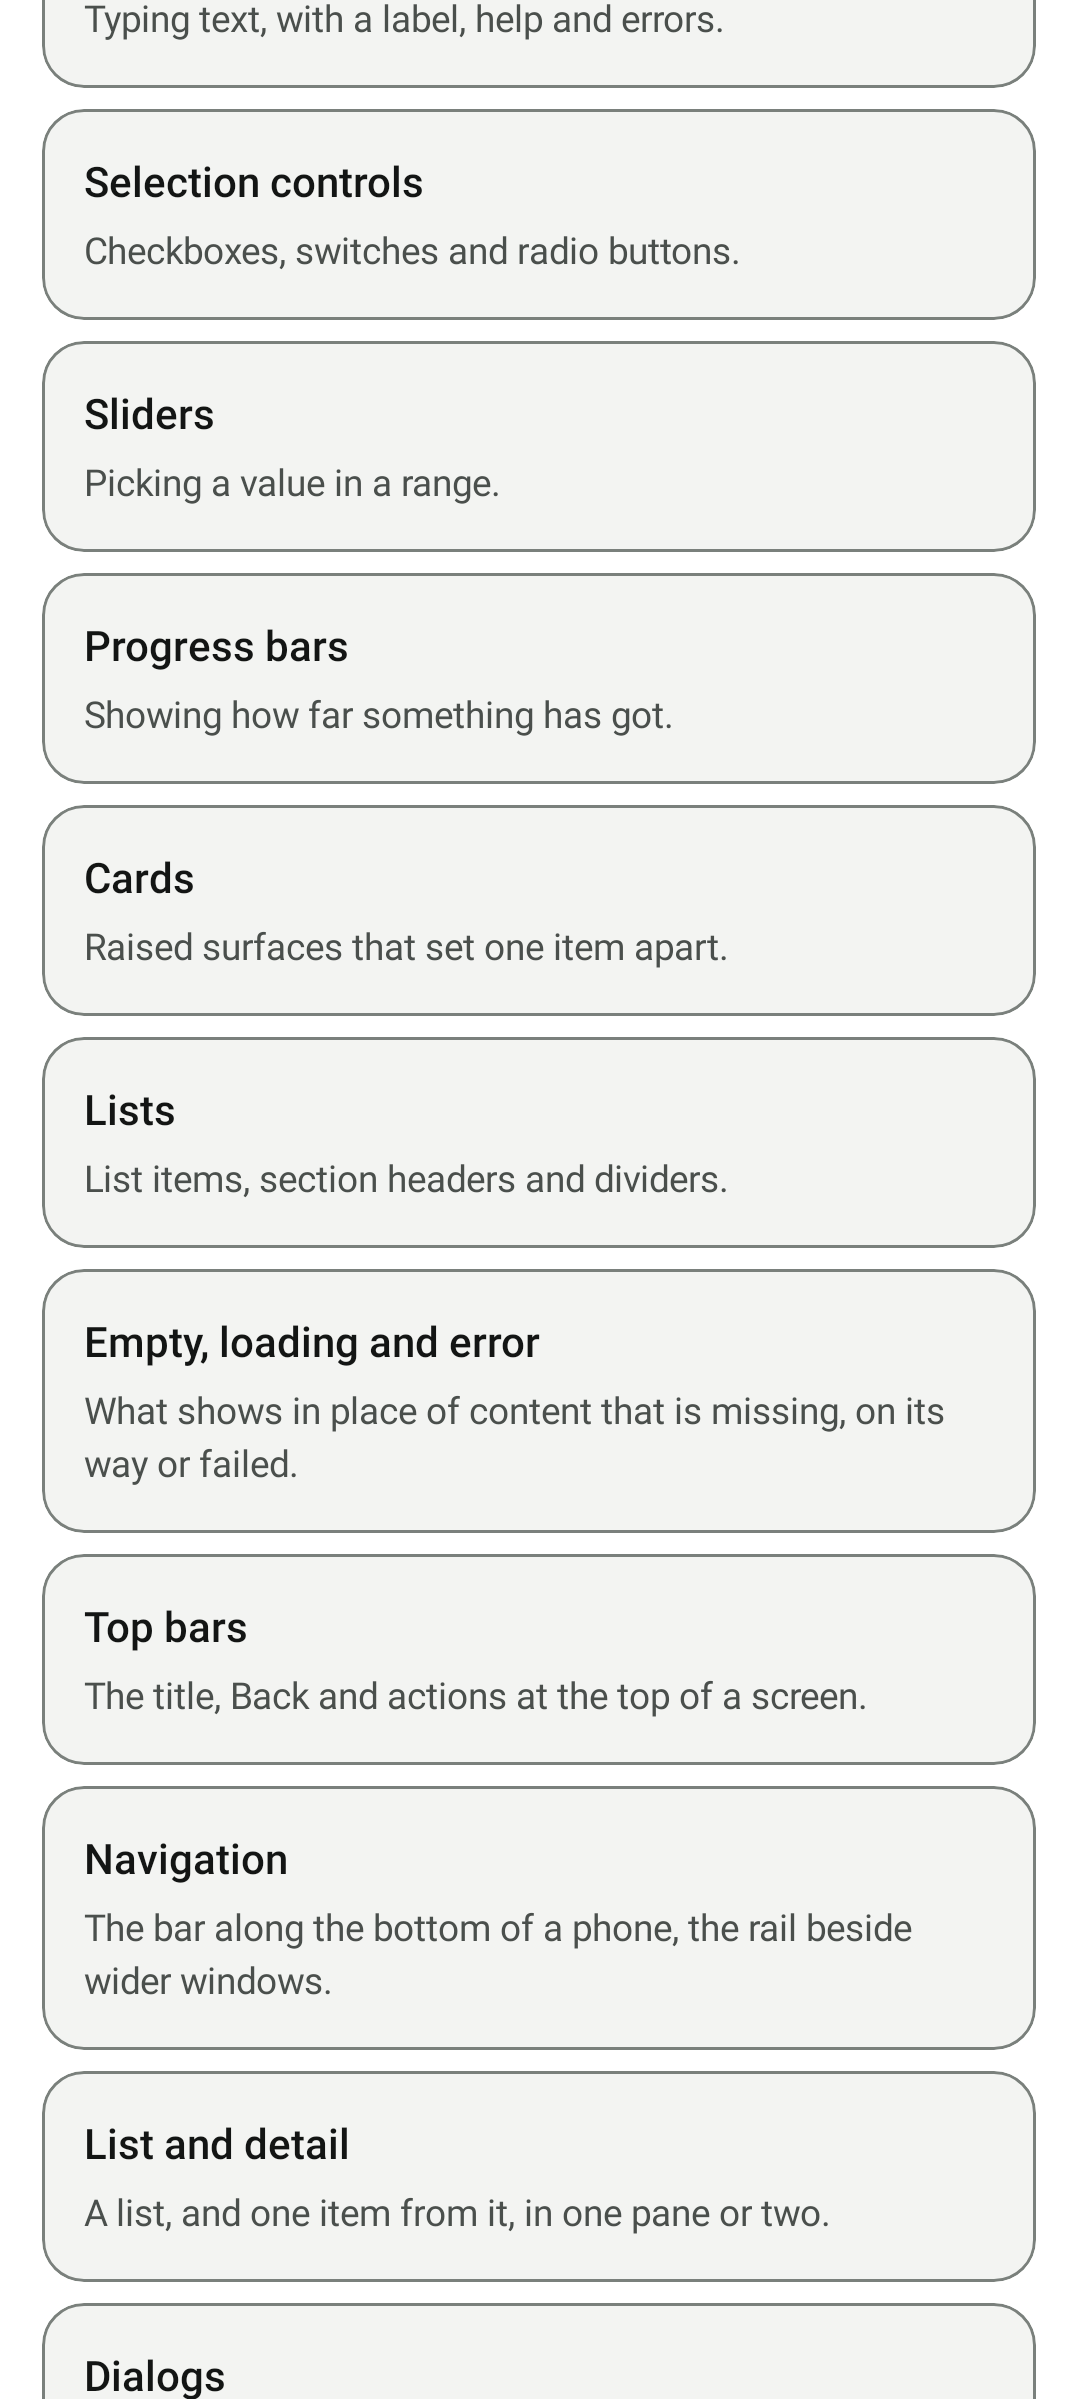 Typing text, with a label, help and errors.
Selection controls
Checkboxes, switches and radio buttons.
Sliders
Picking a value in a range.
Progress bars
Showing how far something has got.
Cards
Raised surfaces that set one item apart.
Lists
List items, section headers and dividers.
Empty, loading and error
What shows in place of content that is missing, on its
way or failed.
Top bars
The title, Back and actions at the top of a screen.
Navigation
The bar along the bottom of a phone, the rail beside
wider windows.
List and detail
A list, and one item from it, in one pane or two.
Dialogs